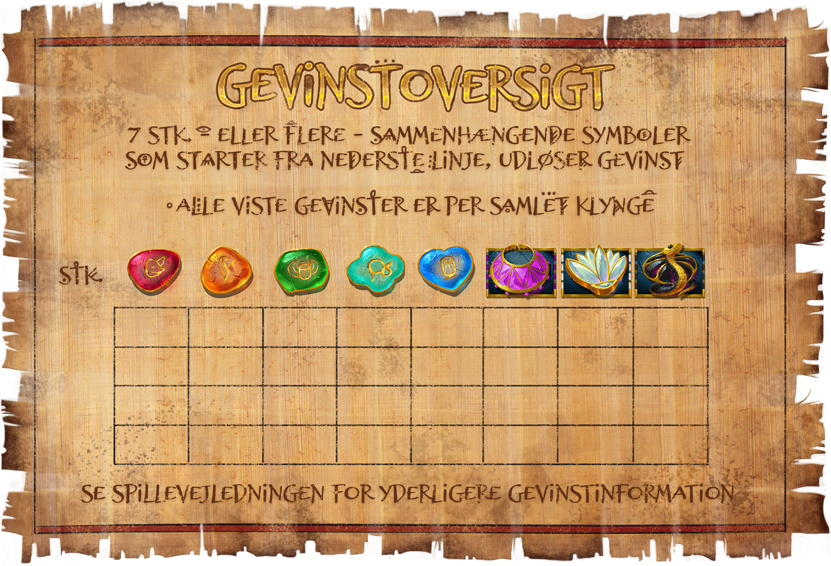 GEVINSTOVERSIGT
7 STK. ELLER FLERE - SAMMENHÆNGENDE SYMBOLER
SOM STARTER FRA NEDERSTE LINJE, UDLØSER GEVINST
• ALLE VISTE GEVINSTER ER PER SAMLET KLYNGE
STK.
SE SPILLEVEJLEDNINGEN FOR YDERLIGERE GEVINSTINFORMATION